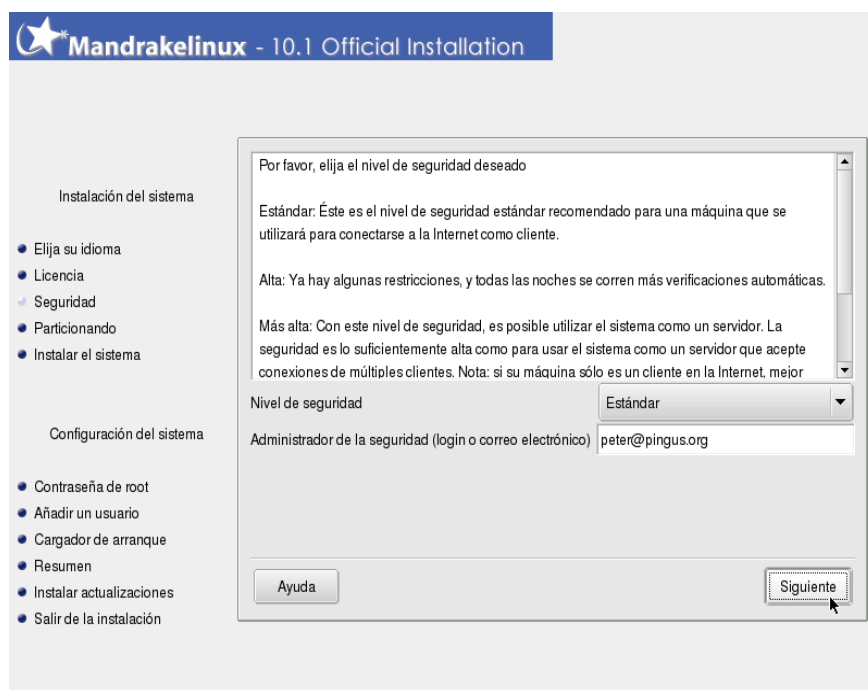 Mandrakelinux - 10.1 Official Installation
Instalación del sistema
Elija su idioma
Licencia
Seguridad
Particionando
Instalar el sistema
Configuración del sistema
Contraseña de root
Añadir un usuario
Cargador de arranque
Resumen
Instalar actualizaciones
Salir de la instalación
Por favor, elija el nivel de seguridad deseado
Estándar: Éste es el nivel de seguridad estándar recomendado para una máquina que se
utilizará para conectarse a la Internet como cliente.
Alta: Ya hay algunas restricciones, y todas las noches se corren más verificaciones automáticas.
Más alta: Con este nivel de seguridad, es posible utilizar el sistema como un servidor. La
seguridad es lo suficientemente alta como para usar el sistema como un servidor que acepte
conexiones de múltiples clientes. Nota: si su máquina sólo es un cliente en la Internet, mejor
Nivel de seguridad
Estándar
Administrador de la seguridad (login o correo electrónico)
peter@pingus.org
Ayuda
Siguiente